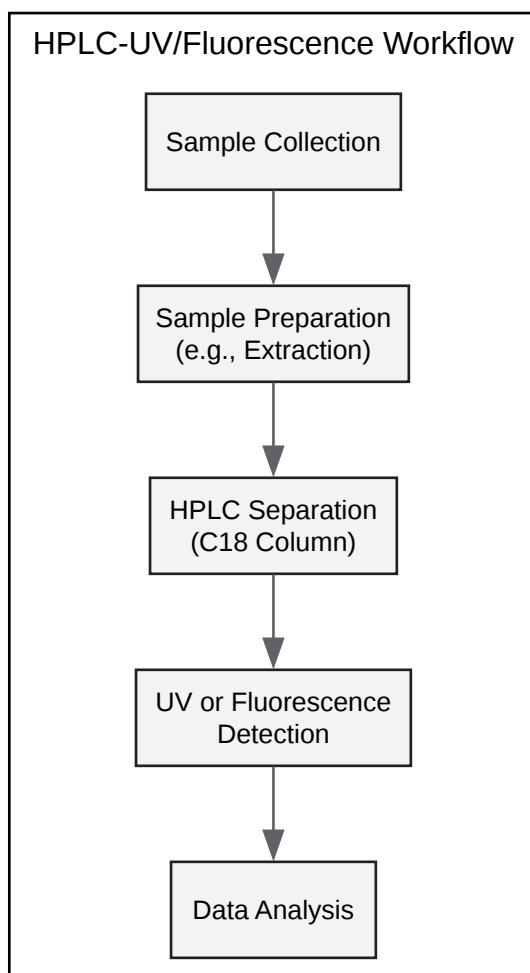 HPLC-UV/Fluorescence Workflow
Sample Collection
Sample Preparation
(e.g., Extraction)
HPLC Separation
(C18 Column)
UV or Fluorescence
Detection
Data Analysis